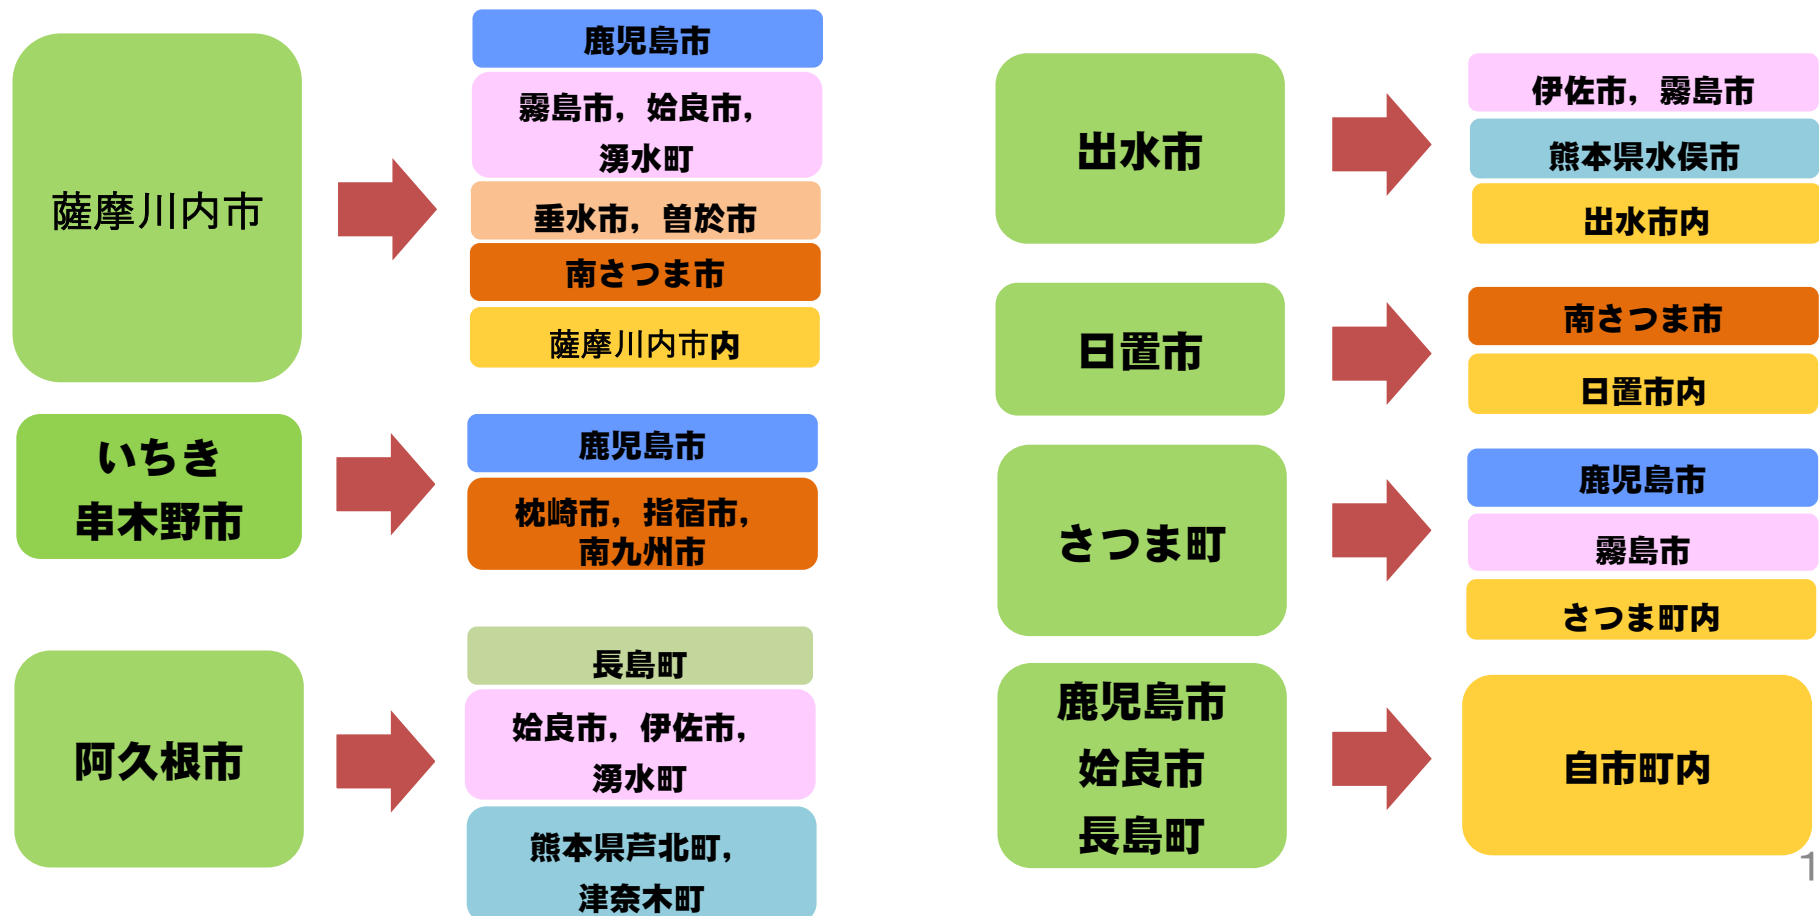 薩摩川内市
鹿児島市
霧島市，姶良市，
湧水町
垂水市，曽於市
南さつま市
薩摩川内市内
いちき
串木野市
鹿児島市
枕崎市，指宿市，
南九州市
阿久根市
長島町
姶良市，伊佐市，
湧水町
熊本県芦北町，
津奈木町
出水市
伊佐市，霧島市
熊本県水俣市
出水市内
日置市
南さつま市
日置市内
さつま町
鹿児島市
霧島市
さつま町内
鹿児島市
姶良市
長島町
自市町内
1